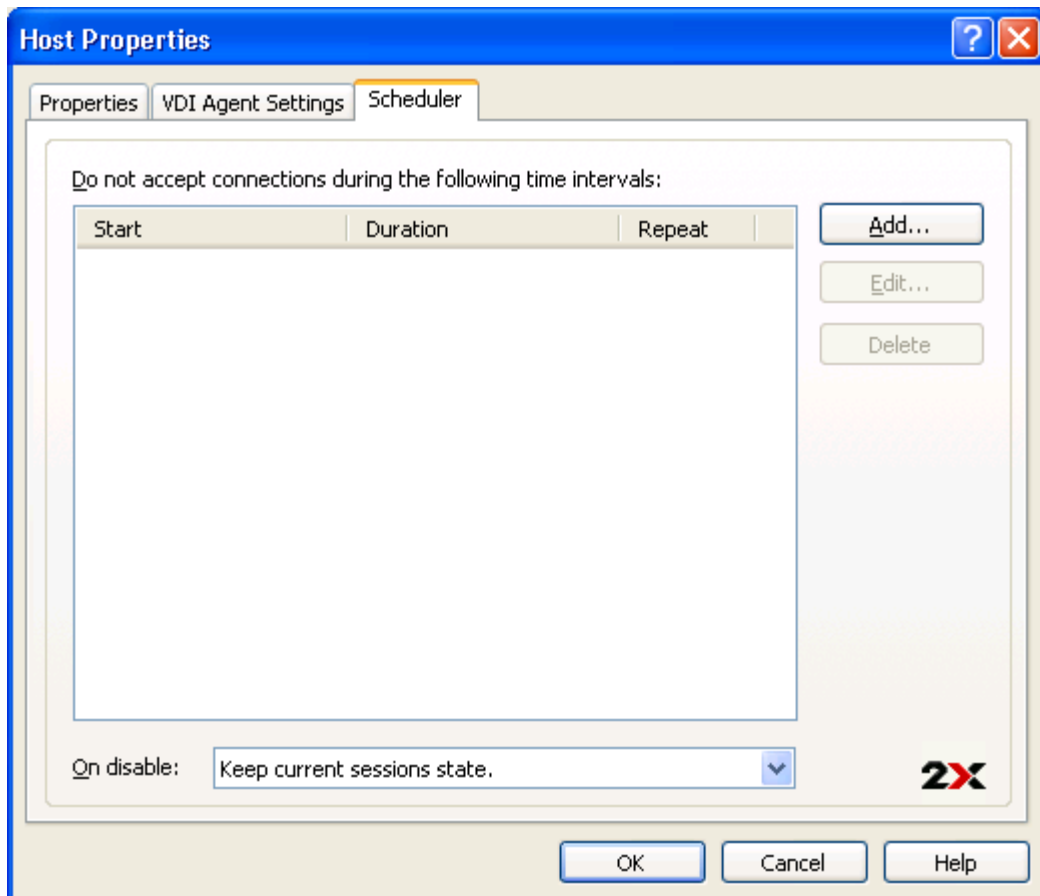 Host Properties
Properties VDI Agent Settings Scheduler
Do not accept connections during the following time intervals:
Start Duration Repeat
Add...
Edit...
Delete
On disable: Keep current sessions state.
2X
OK Cancel Help